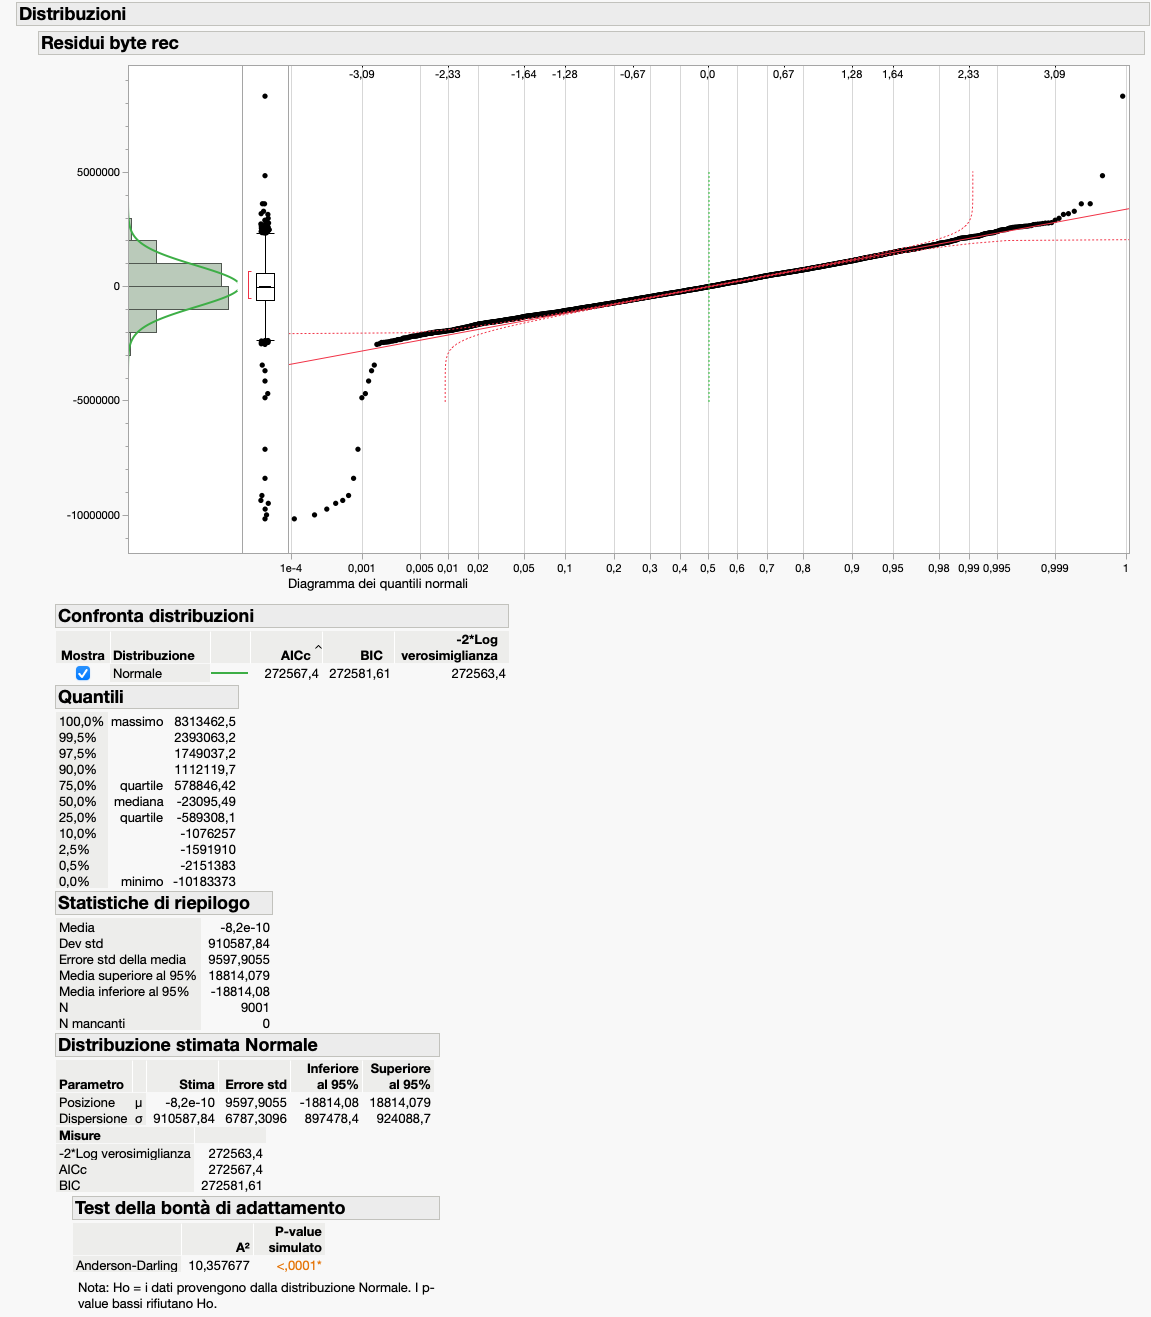 Distribuzioni
Residui byte rec
-3,09 -2,33 -1,64 -1,28 -0,67 0,0 0,67 1,28 1,64 2,33 3,09
5000000
0
-5000000
-10000000
1e-4 0,001 0,005 0,01 0,02 0,05 0,1 0,2 0,3 0,4 0,5 0,6 0,7 0,8 0,9 0,95 0,98 0,99 0,995 0,999 1
Diagramma dei quantili normali
Confronta distribuzioni
Mostra Distribuzione AICc ^ BIC -2*Log
verosimiglianza
Normale 272567,4 272581,61 272563,4
Quantili
100,0% massimo 8313462,5
99,5% 2393063,2
97,5% 1749037,2
90,0% 1112119,7
75,0% quartile 578846,42
50,0% mediana -23095,49
25,0% quartile -589308,1
10,0% -1076257
2,5% -1591910
0,5% -2151383
0,0% minimo -10183373
Statistiche di riepilogo
Media -8,2e-10
Dev std 910587,84
Errore std della media 9597,9055
Media superiore al 95% 18814,079
Media inferiore al 95% -18814,08
N 9001
N mancanti 0
Distribuzione stimata Normale
Parametro Stima Errore std Inferiore al 95% Superiore al 95%
Posizione μ -8,2e-10 9597,9055 -18814,08 18814,079
Dispersione σ 910587,84 6787,3096 897478,4 924088,7
Misure
-2*Log verosimiglianza 272563,4
AICc 272567,4
BIC 272581,61
Test della bontà di adattamento
A² P-value simulato
Anderson-Darling 10,357677 <,0001*
Nota: Ho = i dati provengono dalla distribuzione Normale. I p-
value bassi rifiutano Ho.